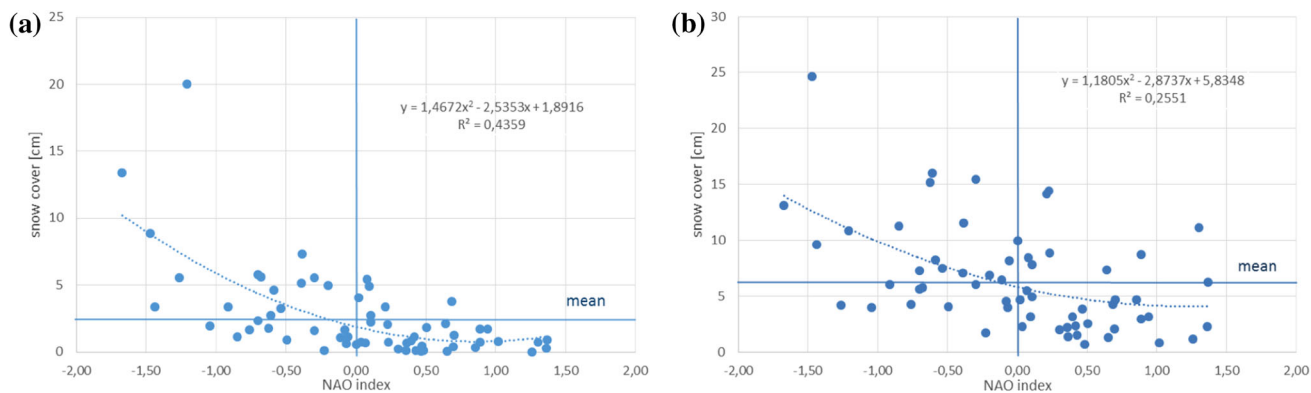 (a)
25
20
15
10
5
0
snow cover [cm]
y = 1,4672x² - 2,5353x + 1,8916
R² = 0,4359
mean
-2,00 -1,50 -1,00 -0,50 0,00 0,50 1,00 1,50 2,00
NAO index
(b)
30
25
20
15
10
5
0
snow cover [cm]
y = 1,1805x² - 2,8737x + 5,8348
R² = 0,2551
mean
-2,00 -1,50 -1,00 -0,50 0,00 0,50 1,00 1,50 2,00
NAO index